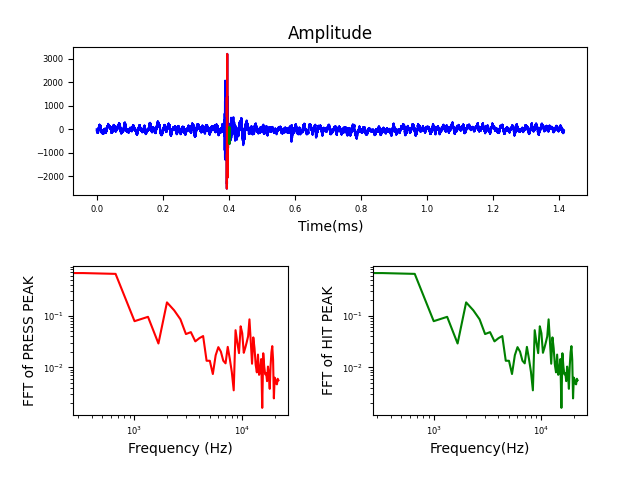 Amplitude
3000
2000
1000
0
−1000
−2000
0.0 0.2 0.4 0.6 0.8 1.0 1.2 1.4
Time(ms)
FFT of PRESS PEAK
10⁻¹
10⁻²
10³ 10⁴
Frequency (Hz)
FFT of HIT PEAK
10⁻¹
10⁻²
10³ 10⁴
Frequency(Hz)